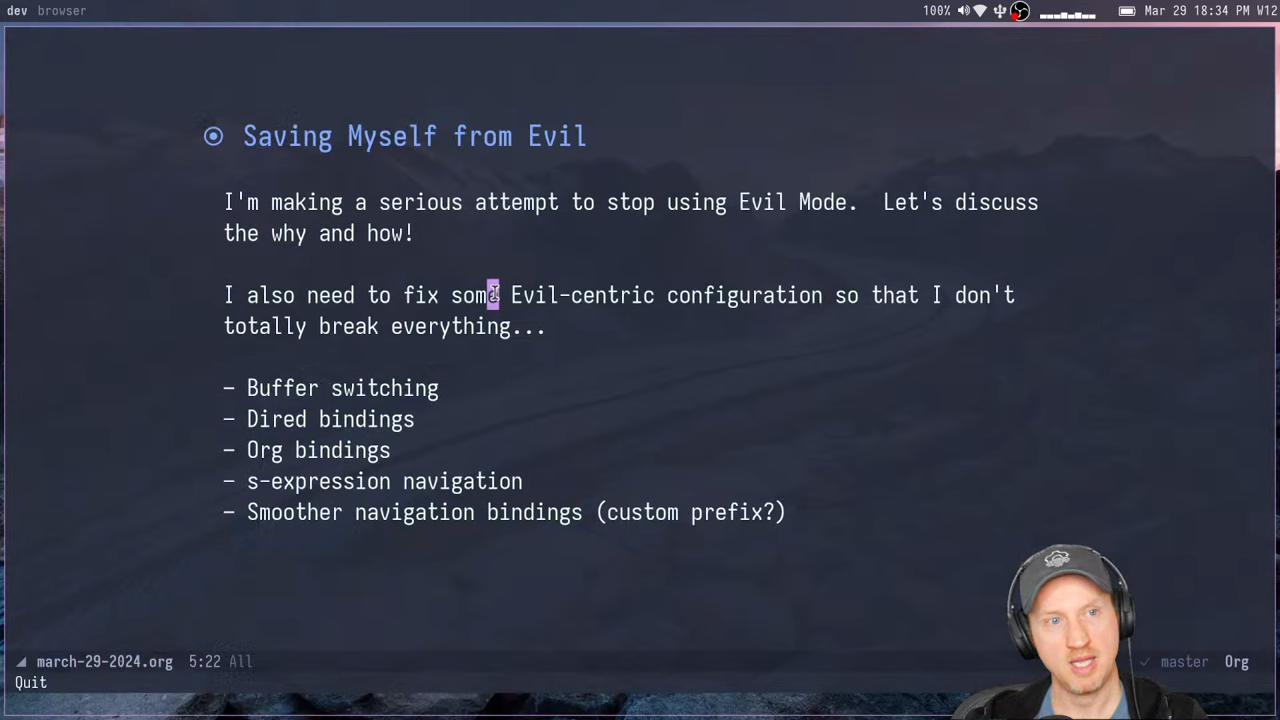 dev browser
100% Mar 29 18:34 W12
Saving Myself from Evil
I'm making a serious attempt to stop using Evil Mode.  Let's discuss
the why and how!
I also need to fix some Evil-centric configuration so that I don't
totally break everything...
- Buffer switching
- Dired bindings
- Org bindings
- s-expression navigation
- Smoother navigation bindings (custom prefix?)
march-29-2024.org 5:22 All master Org
Quit